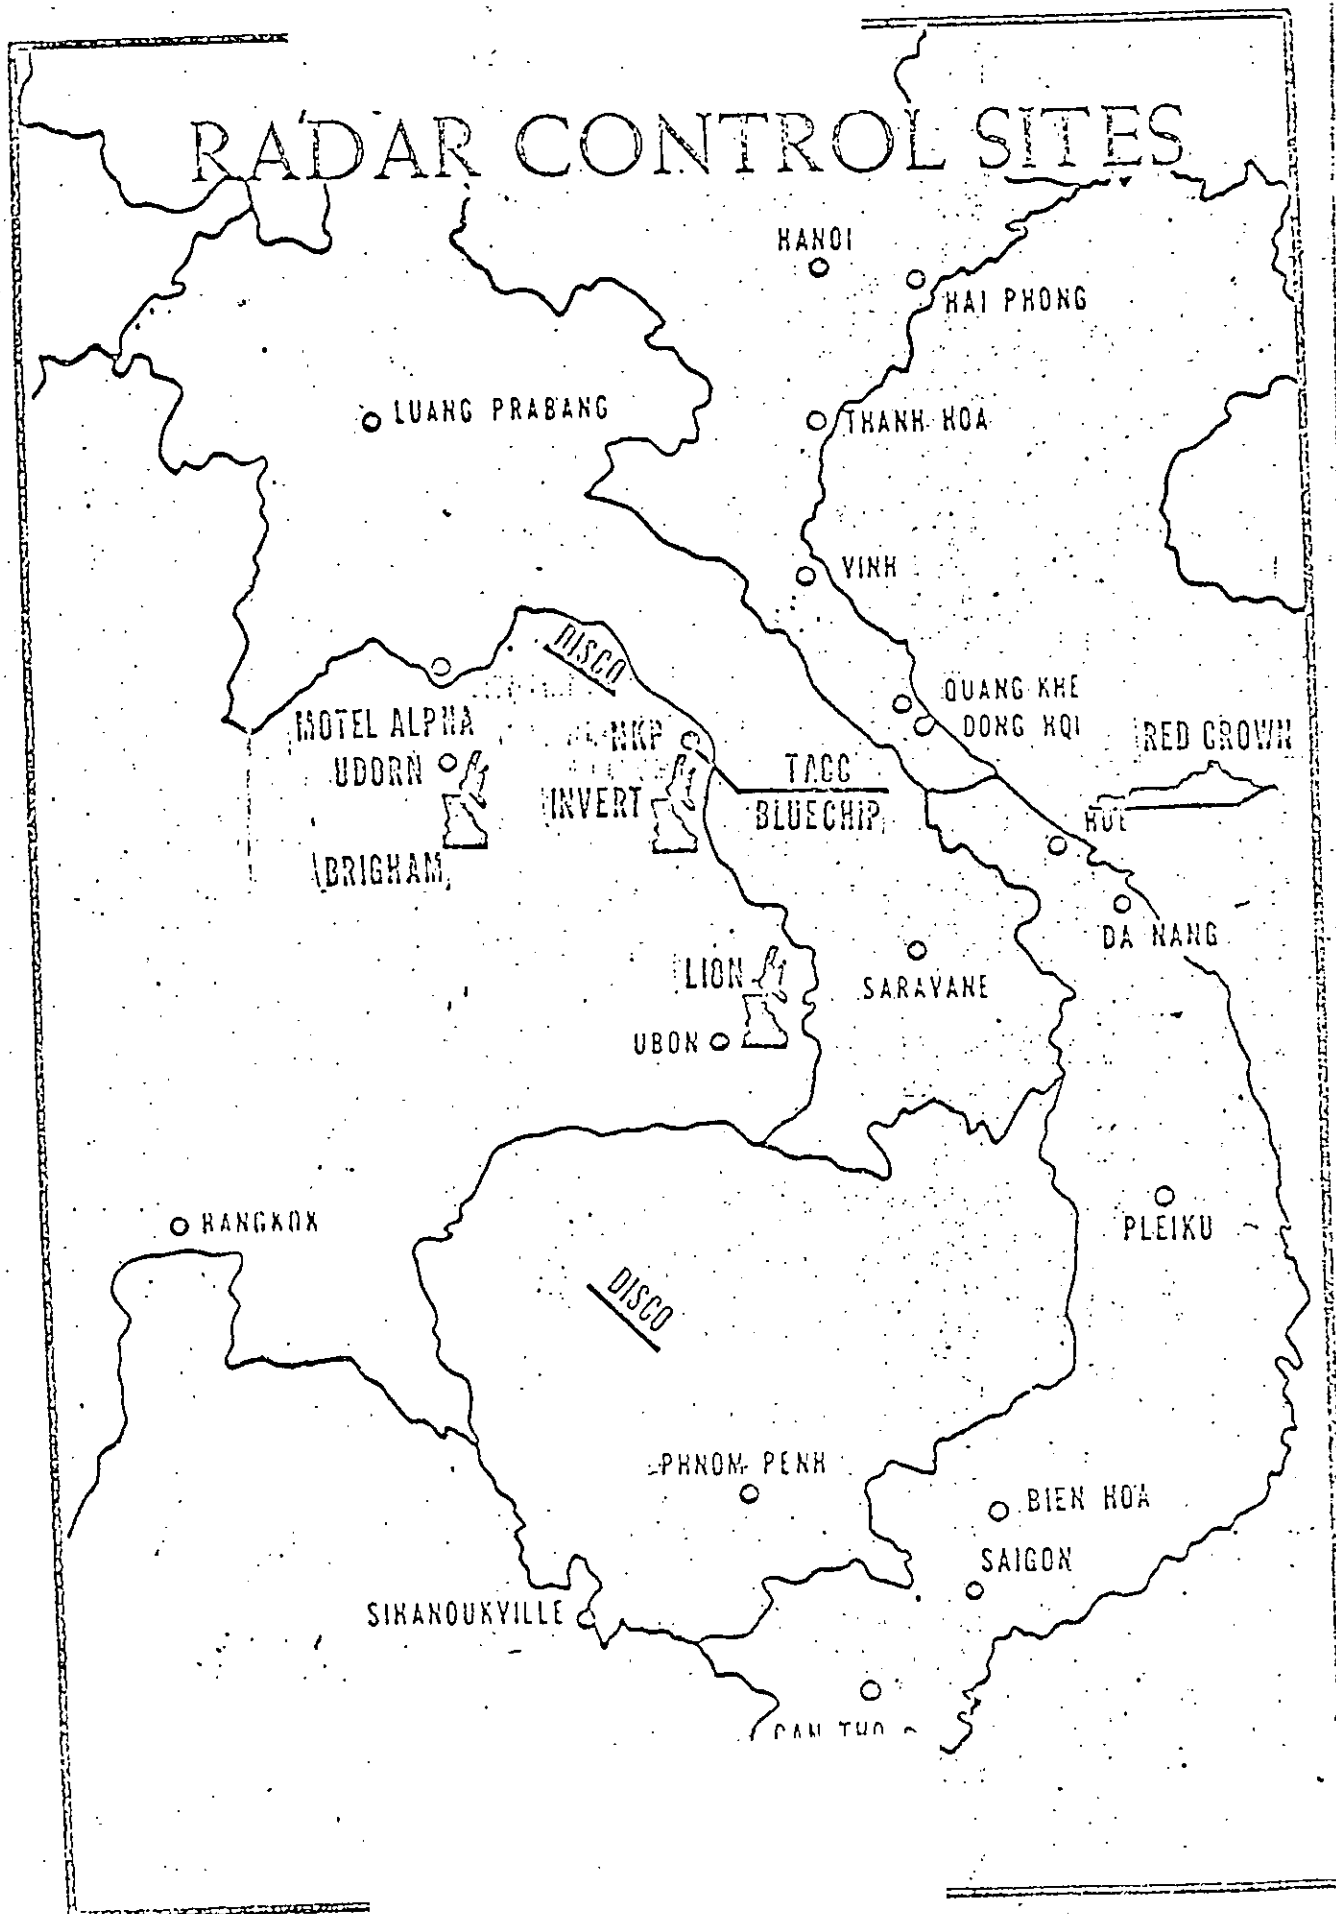 RADAR CONTROL SITES
HANOI
HAI PHONG
LUANG PRABANG
THANH HOA
VINH
DISCO
QUANG KHE
DONG HOI
MOTEL ALPHA
UDORN
NKP
RED CROWN
TACC
INVERT
BLUECHIP
HUE
BRIGHAM
DA NANG
LION
SARAVANE
UBON
BANGKOK
PLEIKU
DISCO
PHNOM PENH
BIEN HOA
SAIGON
SIHANOUKVILLE
CAN THO